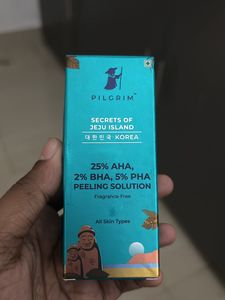 PILGRIM™
SECRETS OF
JEJU ISLAND
대한민국 · KOREA
25% AHA,
2% BHA, 5% PHA
PEELING SOLUTION
Fragrance-Free
All Skin Types